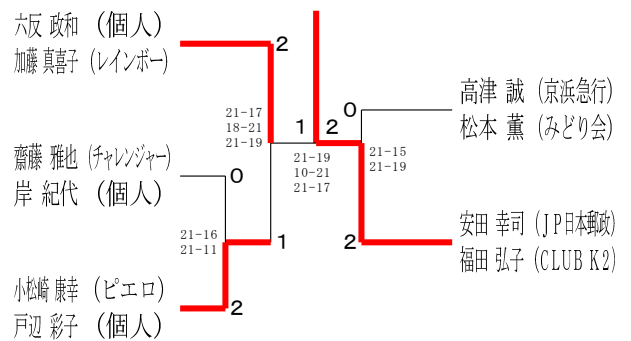 六反 政和 (個人)
加藤 真喜子 (レインボー)
2
21-17
18-21
21-19
齋藤 雅也 (チャレンジャー)
岸 紀代 (個人)
0
21-16
21-11
1
小松崎 康幸 (ピエロ)
戸辺 彩子 (個人)
2
1 2
21-19
10-21
21-17
高津 誠 (京浜急行)
松本 薫 (みどり会)
0
21-15
21-19
安田 幸司 (JP日本郵政)
福田 弘子 (CLUB K2)
2